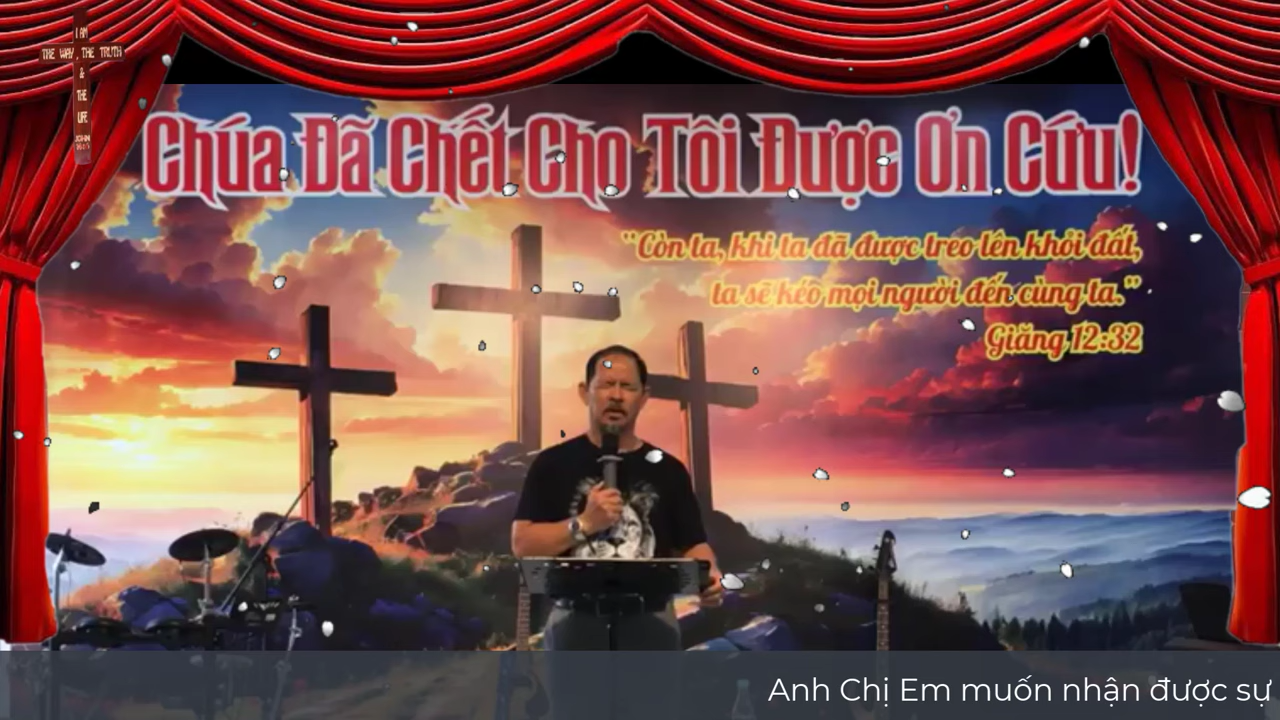 I AM
THE WAY, THE TRUTH
&
THE
LIFE
Chúa Đã Chết Cho Tôi Được Ơn Cứu!
"Còn ta, khi ta đã được treo lên khỏi đất,
ta sẽ kéo mọi người đến cùng ta."
Giăng 12:32
Anh Chị Em muốn nhận được sự